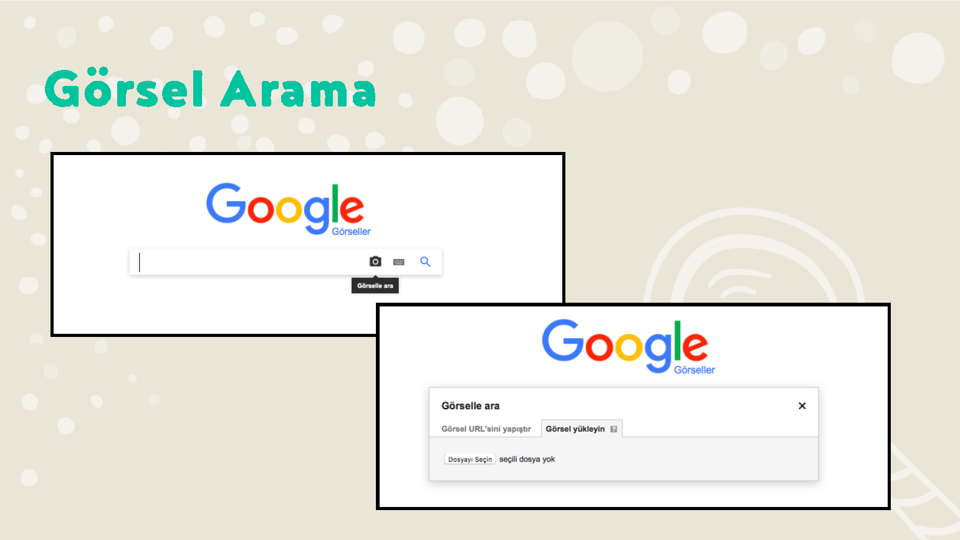 Görsel Arama
Google
Görseller
Görselle ara
Google
Görseller
Görselle ara
Görsel URL'sini yapıştır Görsel yükleyin ?
Dosyayı Seçin seçili dosya yok